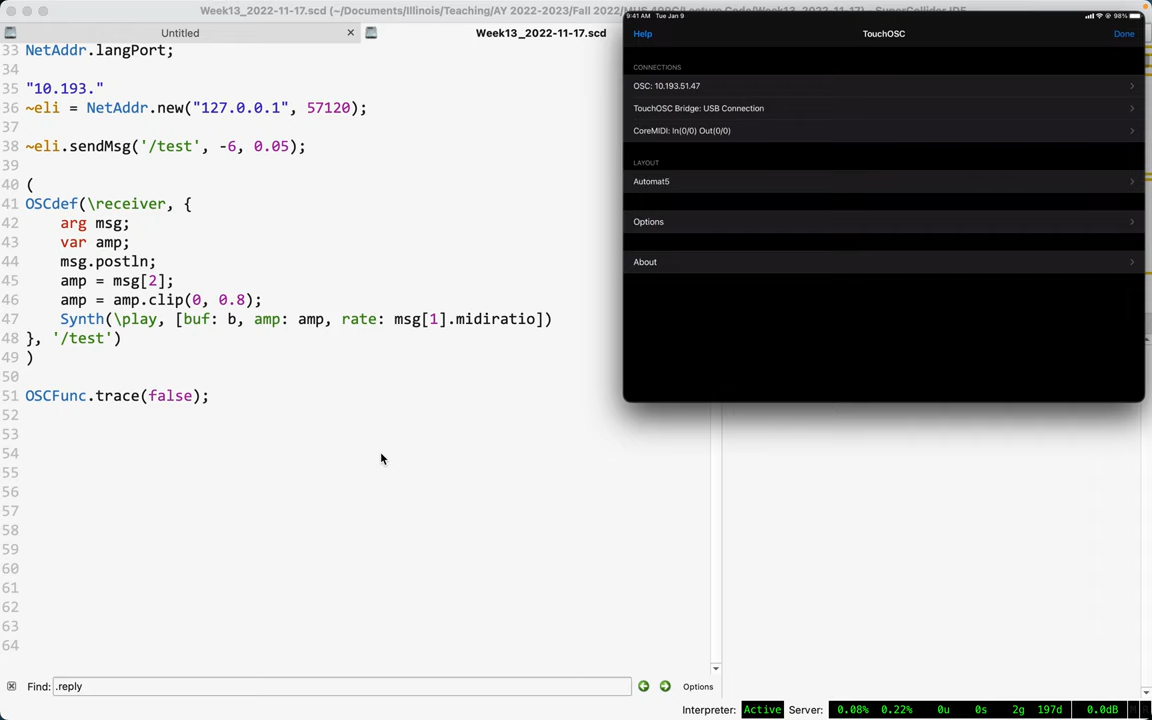 Week13_2022-11-17.scd (~/Documents/Illinois/Teaching/AY 2022-2023/Fall 2022/MUS 499C/Lecture Code/Week13_2022-11-17.scd) - SuperCollider IDE
Untitled
Week13_2022-11-17.scd
33 NetAddr.langPort;
34
35 "10.193."
36 ~eli = NetAddr.new("127.0.0.1", 57120);
37
38 ~eli.sendMsg('/test', -6, 0.05);
39
40 (
41 OSCdef(\receiver, {
42 arg msg;
43 var amp;
44 msg.postln;
45 amp = msg[2];
46 amp = amp.clip(0, 0.8);
47 Synth(\play, [buf: b, amp: amp, rate: msg[1].midiratio])
48 }, '/test')
49 )
50
51 OSCFunc.trace(false);
52
53
54
55
56
57
58
59
60
61
62
63
64
9:41 AM Tue Jan 9
98%
Help
TouchOSC
Done
CONNECTIONS
OSC: 10.193.51.47
TouchOSC Bridge: USB Connection
CoreMIDI: In(0/0) Out(0/0)
LAYOUT
Automat5
Options
About
Find: .reply
Options
Interpreter: Active Server: 0.08% 0.22% 0u 0s 2g 197d 0.0dB M R